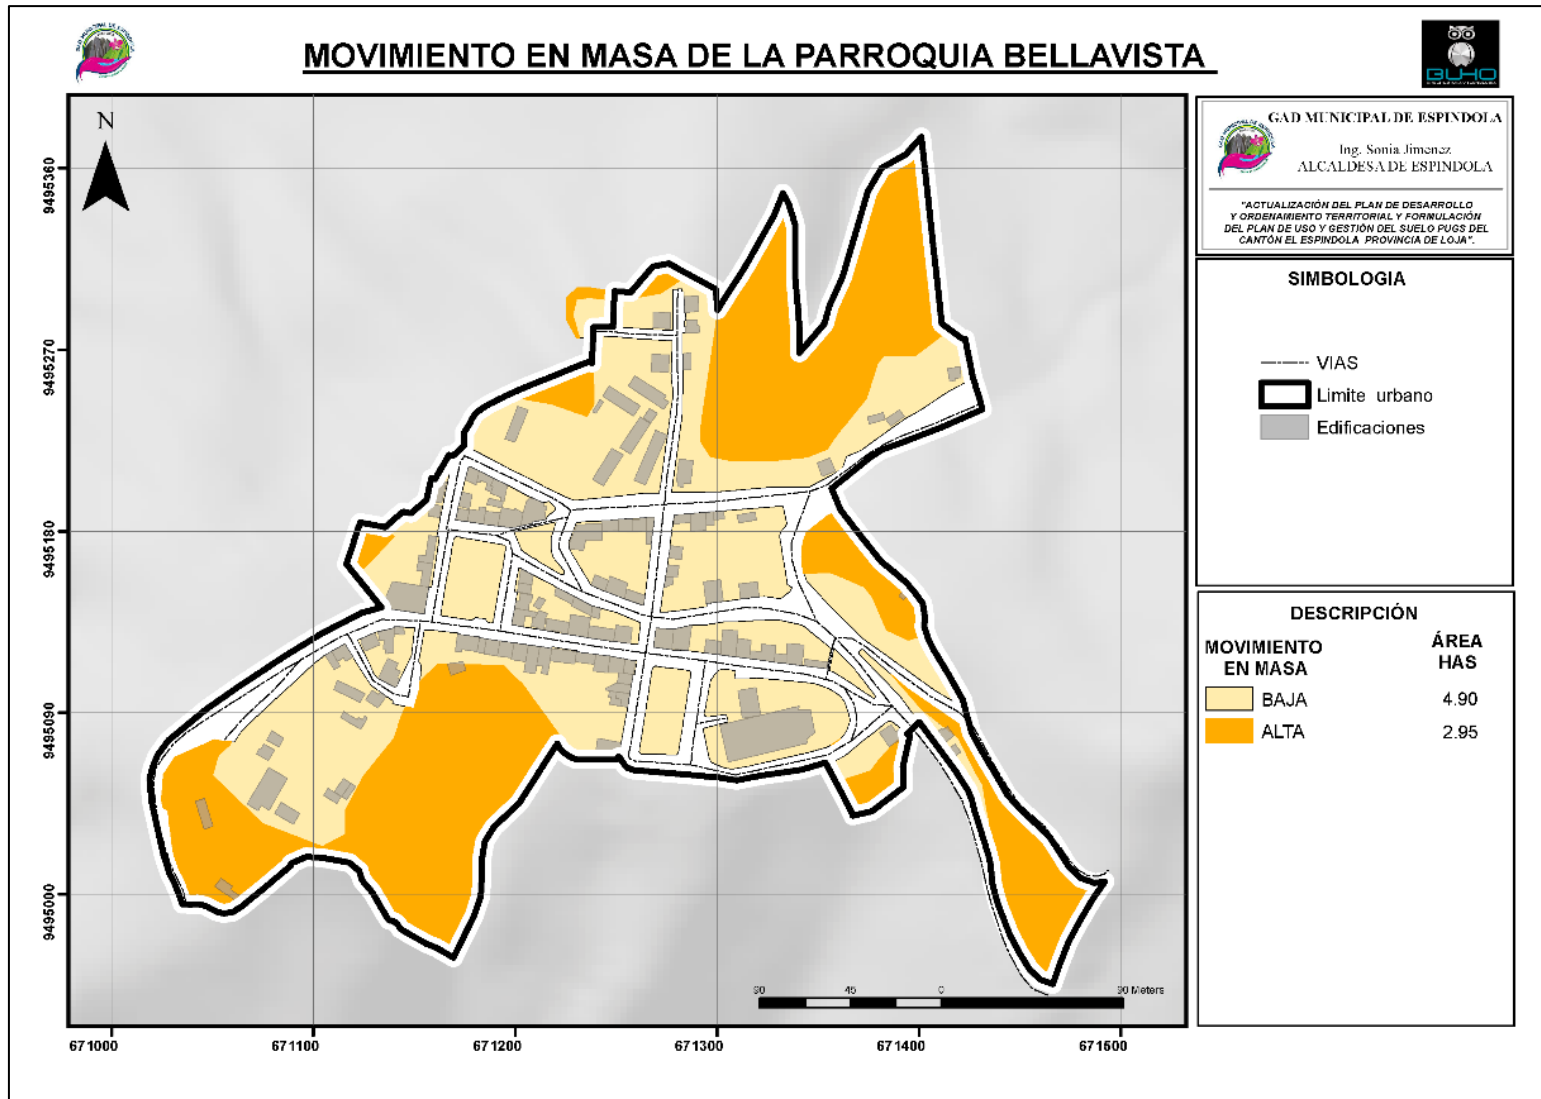 MOVIMIENTO EN MASA DE LA PARROQUIA BELLAVISTA
BUHO
N
GAD MUNICIPAL DE ESPINDOLA
Ing. Sonia Jimenez
ALCALDESA DE ESPINDOLA
"ACTUALIZACIÓN DEL PLAN DE DESARROLLO
Y ORDENAMIENTO TERRITORIAL Y FORMULACIÓN
DEL PLAN DE USO Y GESTIÓN DEL SUELO PUGS DEL
CANTÓN EL ESPINDOLA PROVINCIA DE LOJA".
SIMBOLOGIA
VIAS
Limite urbano
Edificaciones
DESCRIPCIÓN
MOVIMIENTO
EN MASA
ÁREA
HAS
BAJA 4.90
ALTA 2.95
9495360
9495270
9495180
9495090
9495000
90 45 0 90 Meters
671000 671100 671200 671300 671400 671500